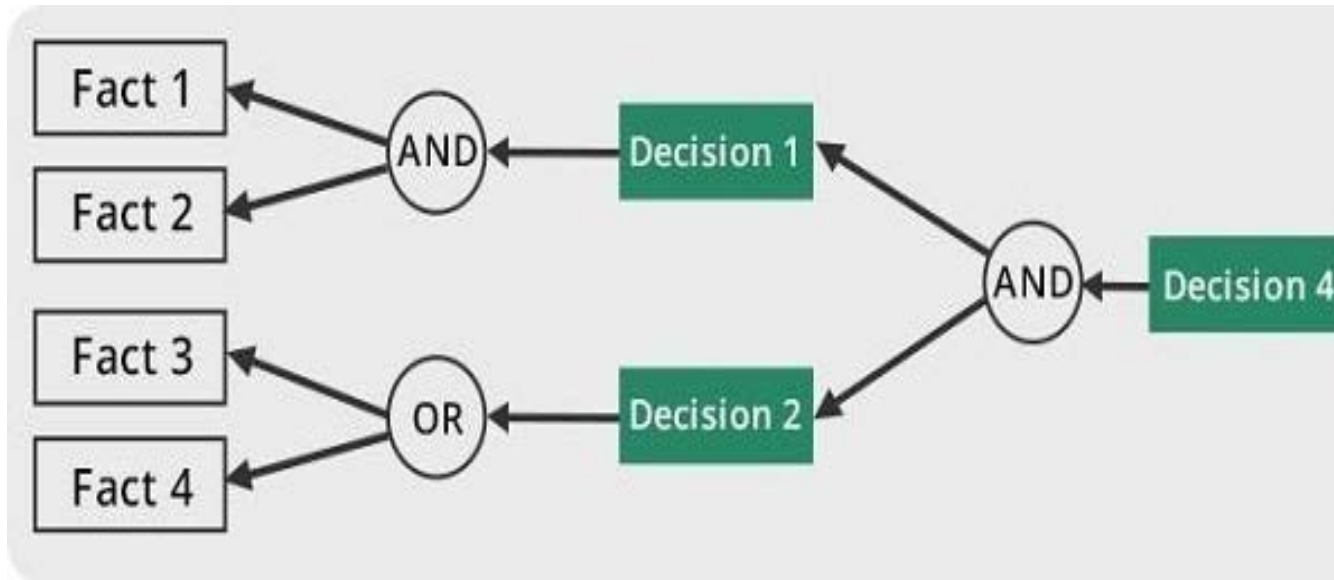 Fact 1
Fact 2
AND
Decision 1
Fact 3
Fact 4
OR
Decision 2
AND
Decision 4